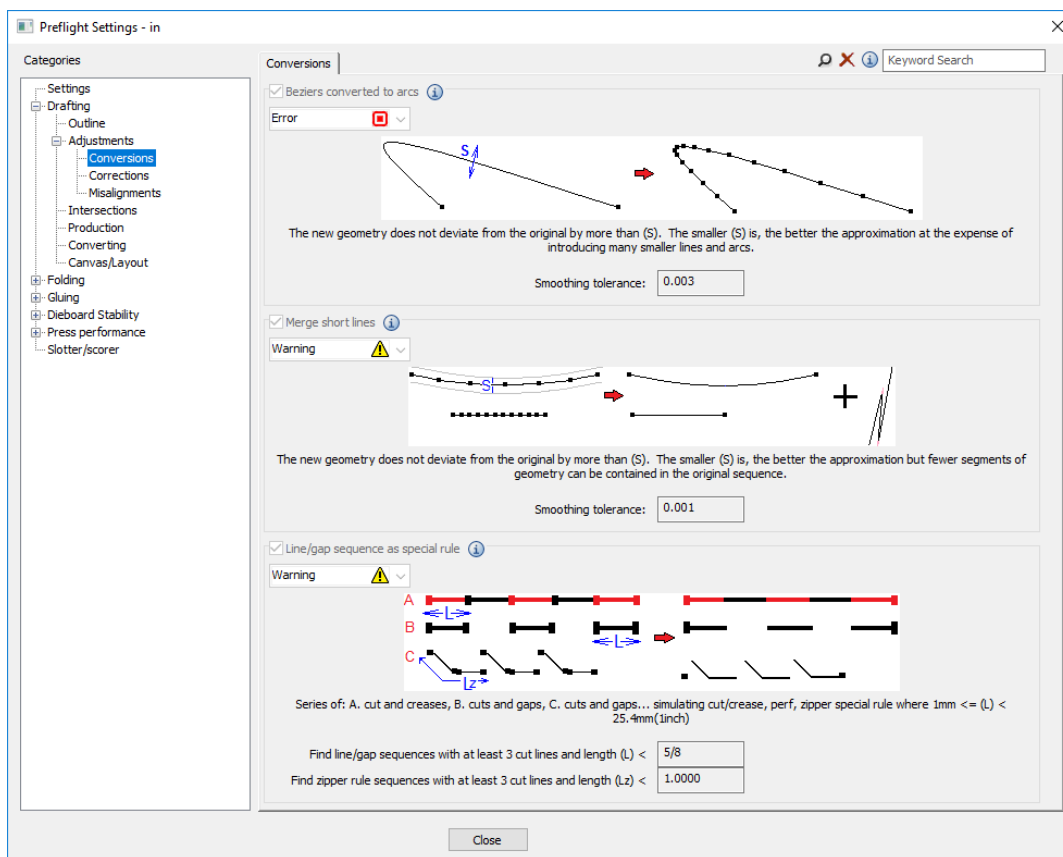 Preflight Settings - in
Categories
Settings
Drafting
Outline
Adjustments
Conversions
Corrections
Misalignments
Intersections
Production
Converting
Canvas/Layout
Folding
Gluing
Dieboard Stability
Press performance
Slotter/scorer
Conversions
Keyword Search
Beziers converted to arcs
Error
S
The new geometry does not deviate from the original by more than (S). The smaller (S) is, the better the approximation at the expense of
introducing many smaller lines and arcs.
Smoothing tolerance: 0.003
Merge short lines
Warning
S
The new geometry does not deviate from the original by more than (S). The smaller (S) is, the better the approximation but fewer segments of
geometry can be contained in the original sequence.
Smoothing tolerance: 0.001
Line/gap sequence as special rule
Warning
A
L
B
L
C
Lz
Series of: A. cut and creases, B. cuts and gaps, C. cuts and gaps... simulating cut/crease, perf, zipper special rule where 1mm <= (L) <
25.4mm(1inch)
Find line/gap sequences with at least 3 cut lines and length (L) < 5/8
Find zipper rule sequences with at least 3 cut lines and length (Lz) < 1.0000
Close